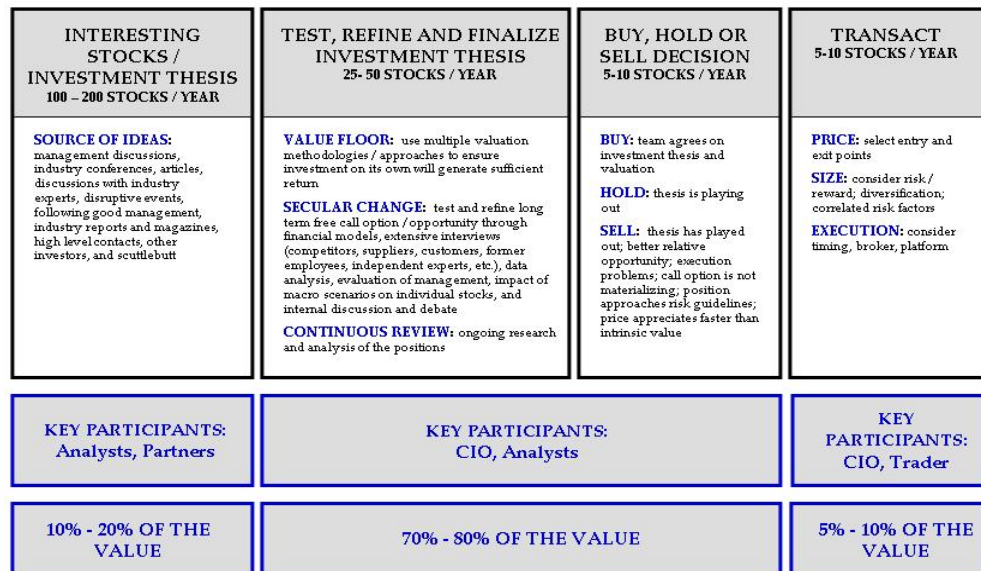 INTERESTING
STOCKS /
INVESTMENT THESIS
100 – 200 STOCKS / YEAR
SOURCE OF IDEAS:
management discussions,
industry conferences, articles,
discussions with industry
experts, disruptive events,
following good management,
industry reports and magazines,
high level contacts, other
investors, and scuttlebutt
TEST, REFINE AND FINALIZE
INVESTMENT THESIS
25- 50 STOCKS / YEAR
VALUE FLOOR: use multiple valuation
methodologies / approaches to ensure
investment on its own will generate sufficient
return
SECULAR CHANGE: test and refine long
term free call option / opportunity through
financial models, extensive interviews
(competitors, suppliers, customers, former
employees, independent experts, etc.), data
analysis, evaluation of management, impact of
macro scenarios on individual stocks, and
internal discussion and debate
CONTINUOUS REVIEW: ongoing research
and analysis of the positions
BUY, HOLD OR
SELL DECISION
5-10 STOCKS / YEAR
BUY: team agrees on
investment thesis and
valuation
HOLD: thesis is playing
out
SELL: thesis has played
out; better relative
opportunity; execution
problems; call option is not
materializing; position
approaches risk guidelines;
price appreciates faster than
intrinsic value
TRANSACT
5-10 STOCKS / YEAR
PRICE: select entry and
exit points
SIZE: consider risk /
reward; diversification;
correlated risk factors
EXECUTION: consider
timing, broker, platform
KEY PARTICIPANTS:
Analysts, Partners
KEY PARTICIPANTS:
CIO, Analysts
KEY
PARTICIPANTS:
CIO, Trader
10% - 20% OF THE
VALUE
70% - 80% OF THE VALUE
5% - 10% OF THE
VALUE